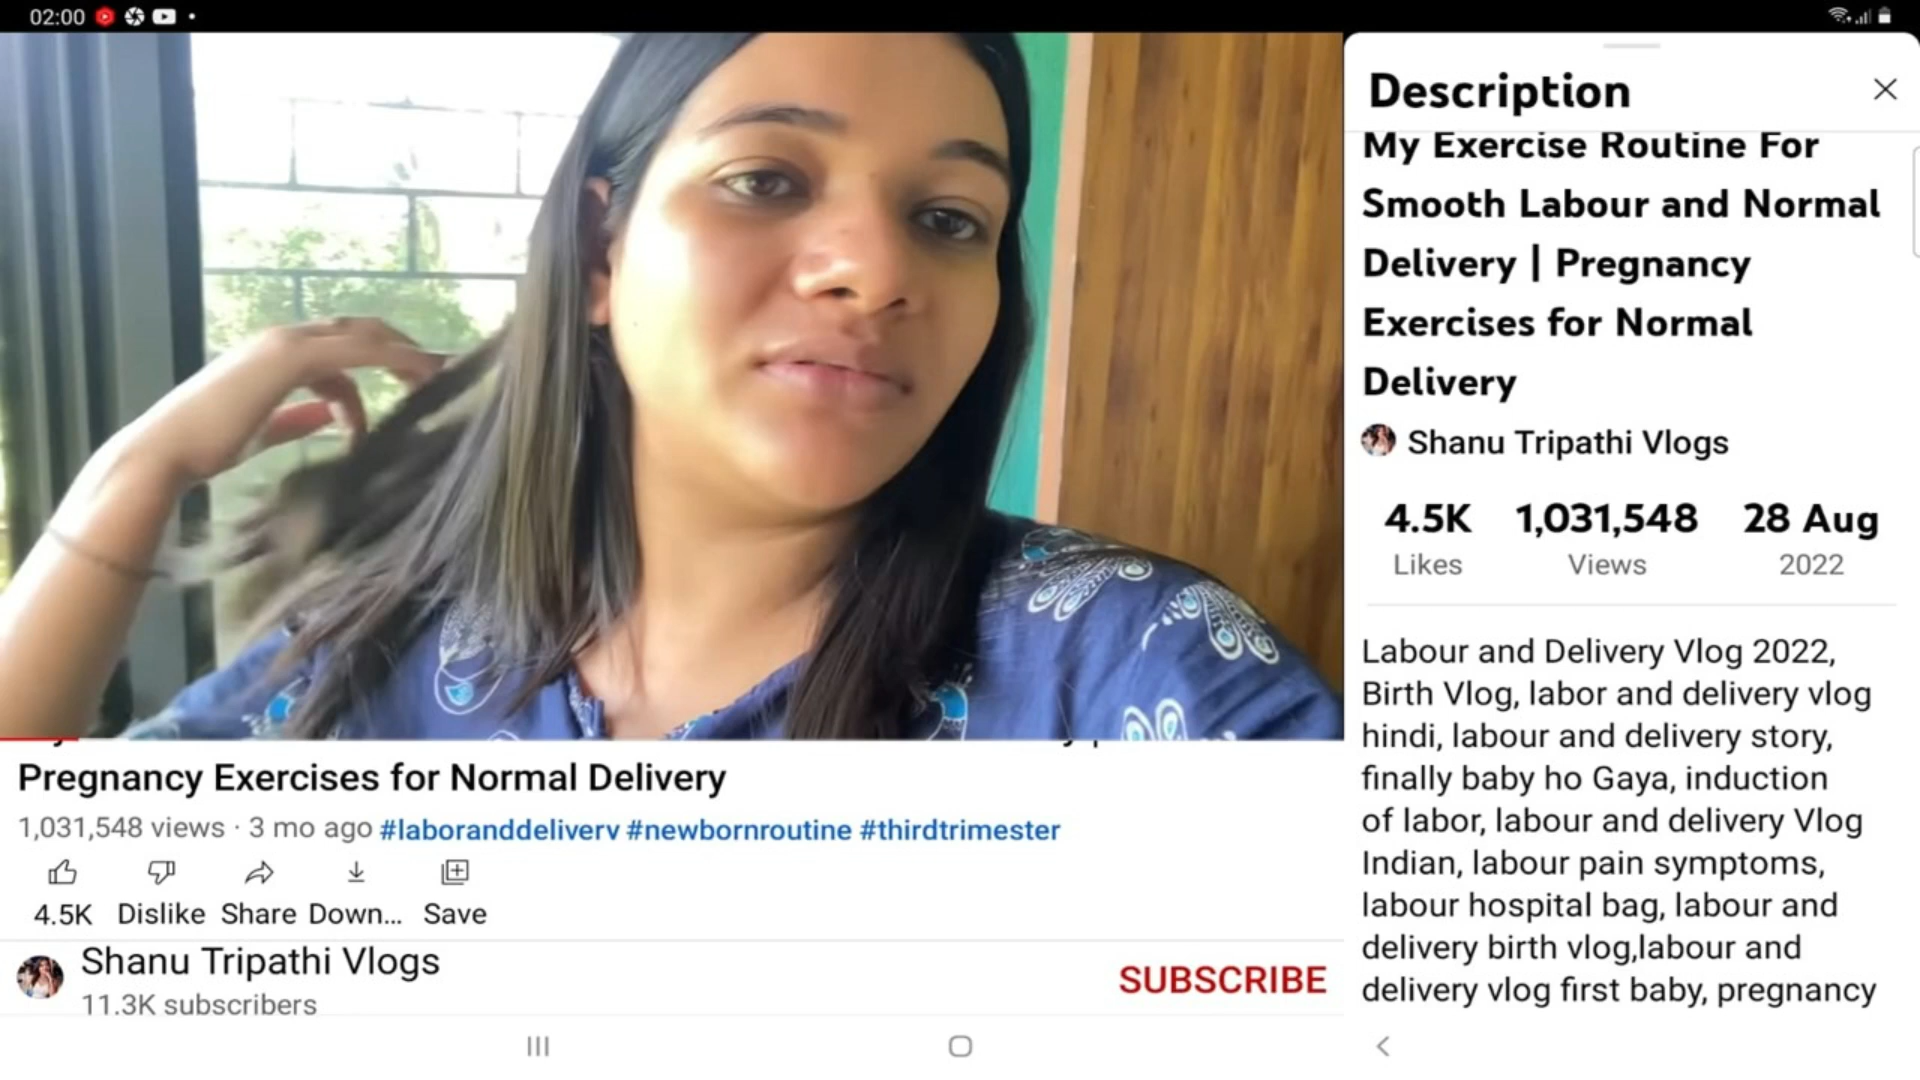 02:00
Pregnancy Exercises for Normal Delivery
1,031,548 views · 3 mo ago #laboranddelivery #newbornroutine #thirdtrimester
4.5K Dislike Share Down... Save
Shanu Tripathi Vlogs
11.3K subscribers
SUBSCRIBE
Description
My Exercise Routine For
Smooth Labour and Normal
Delivery | Pregnancy
Exercises for Normal
Delivery
Shanu Tripathi Vlogs
4.5K 1,031,548 28 Aug
Likes Views 2022
Labour and Delivery Vlog 2022,
Birth Vlog, labor and delivery vlog
hindi, labour and delivery story,
finally baby ho Gaya, induction
of labor, labour and delivery Vlog
Indian, labour pain symptoms,
labour hospital bag, labour and
delivery birth vlog,labour and
delivery vlog first baby, pregnancy